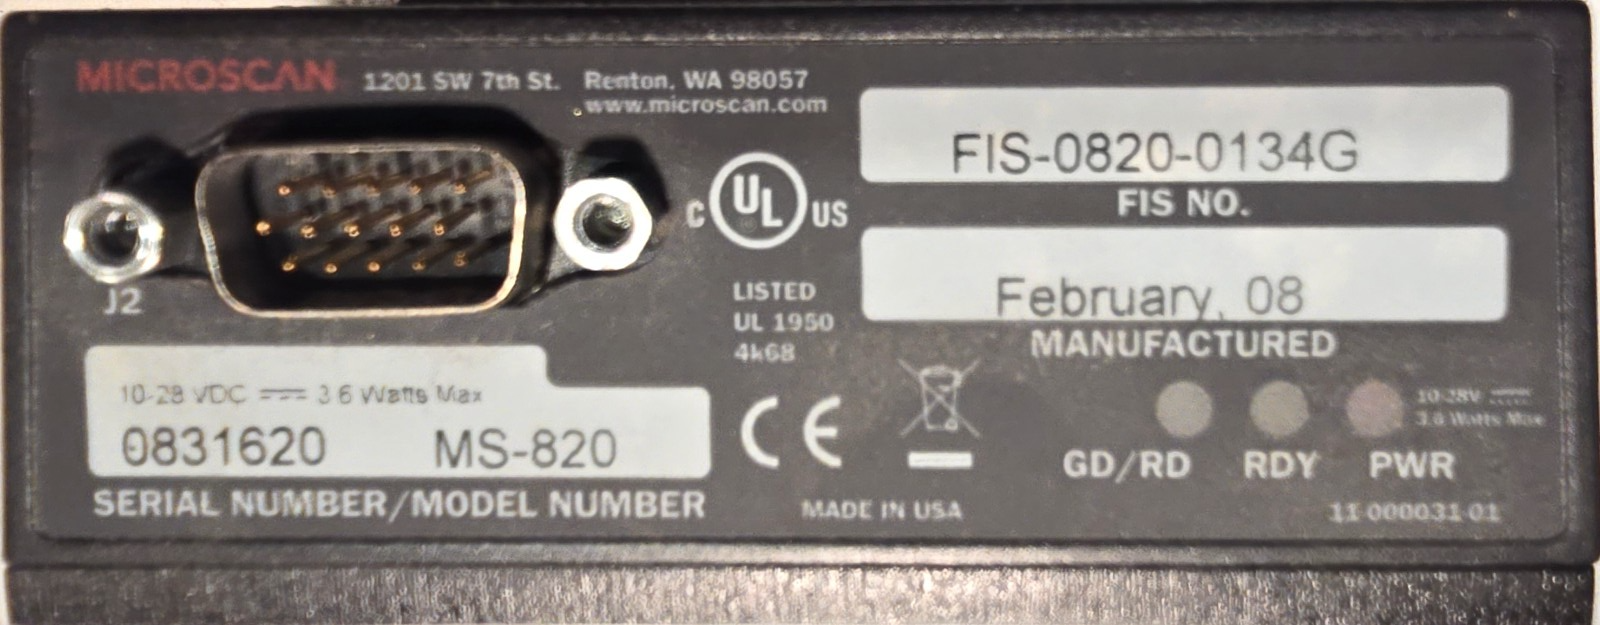 MICROSCAN 1201 SW 7th St. Renton, WA 98057
www.microscan.com
FIS-0820-0134G
FIS NO.
C UL US
J2
LISTED
UL 1950
4k68
February, 08
MANUFACTURED
10-28 VDC 3.6 Watts Max
0831620 MS-820
SERIAL NUMBER/MODEL NUMBER
CE
MADE IN USA
10-28V
3.6 Watts Max
GD/RD RDY PWR
11-000031-01